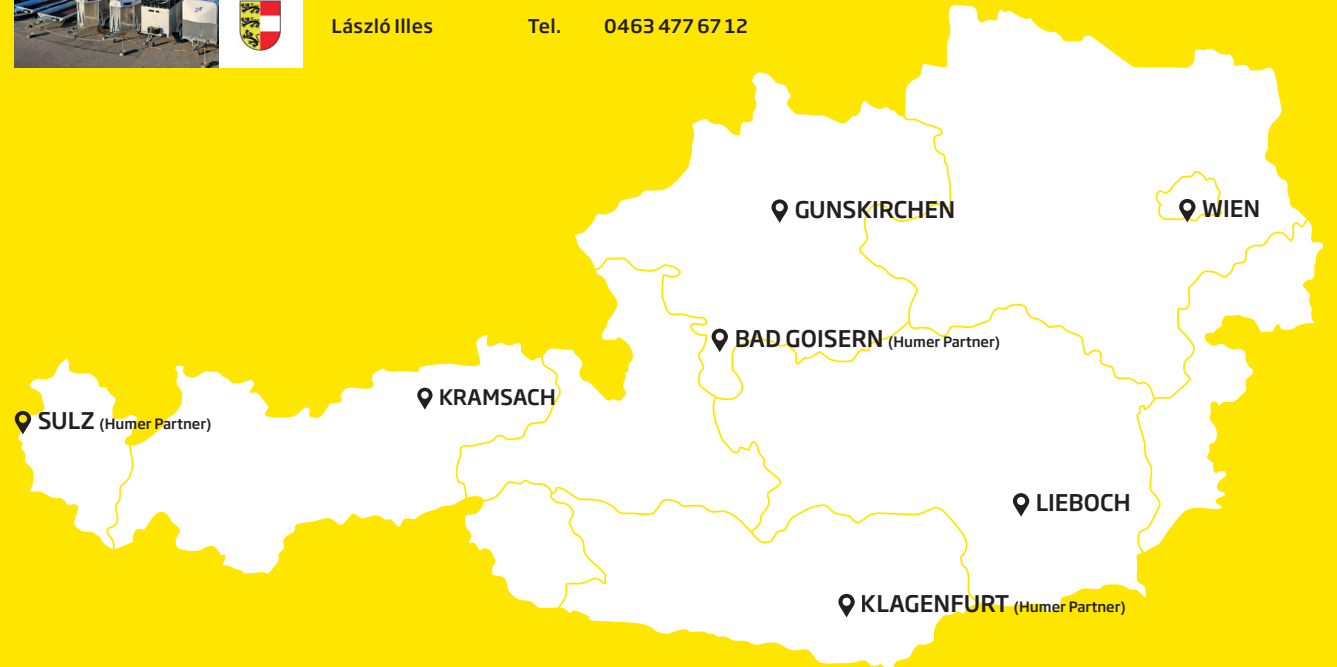 László Illes Tel. 0463 477 67 12
GUNSKIRCHEN
WIEN
BAD GOISERN (Humer Partner)
KRAMSACH
SULZ (Humer Partner)
LIEBOCH
KLAGENFURT (Humer Partner)